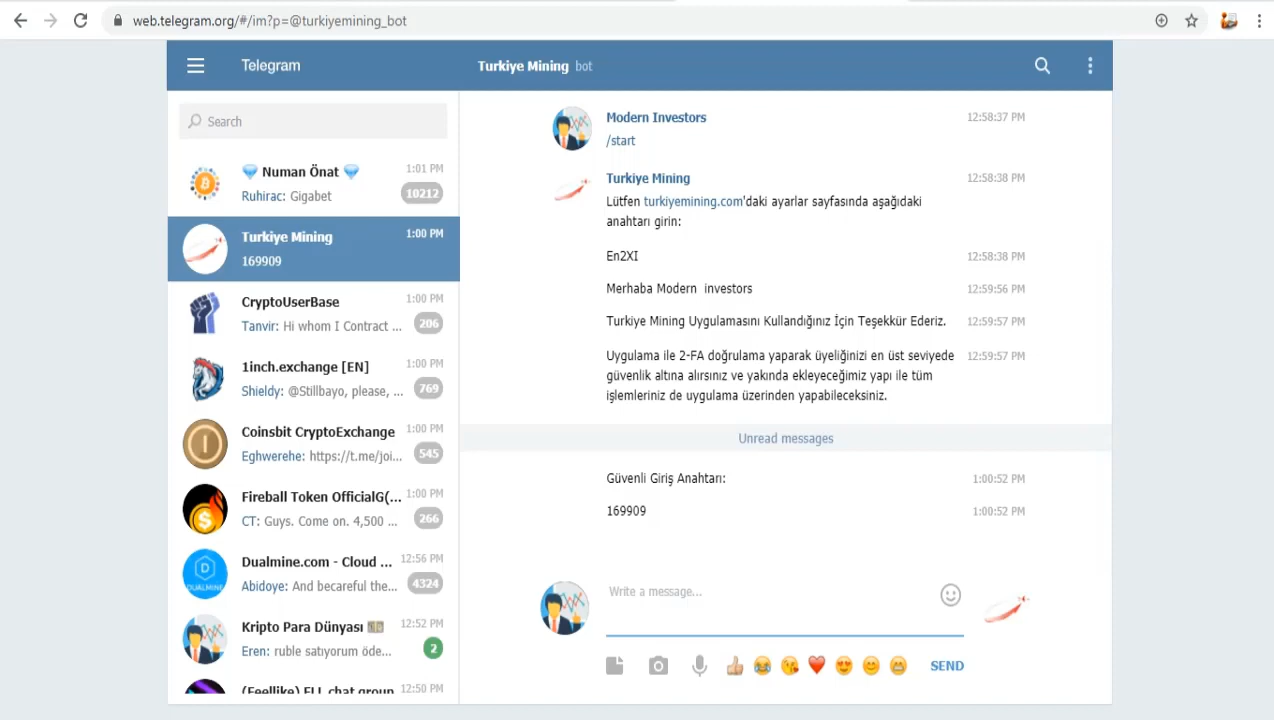 web.telegram.org/#/im?p=@turkiyemining_bot
Telegram
Turkiye Mining bot
Search
Numan Önat 1:01 PM
Ruhirac: Gigabet 10212
Turkiye Mining 1:00 PM
169909
CryptoUserBase 1:00 PM
Tanvir: Hi whom I Contract ... 206
1inch.exchange [EN] 1:00 PM
Shieldy: @Stillbayo, please, ... 769
Coinsbit CryptoExchange 1:00 PM
Eghwerehe: https://t.me/joi... 545
Fireball Token OfficialG(... 1:00 PM
CT: Guys. Come on. 4,500 ... 266
Dualmine.com - Cloud ... 12:56 PM
DUALMINE
Abidoye: And becareful the... 4324
Kripto Para Dünyası 12:52 PM
Eren: ruble satıyorum öde... 2
(Feellike) FLL chat group 12:50 PM
Modern Investors 12:58:37 PM
/start
Turkiye Mining 12:58:38 PM
Lütfen turkiyemining.com'daki ayarlar sayfasında aşağıdaki
anahtarı girin:
En2XI 12:58:38 PM
Merhaba Modern investors 12:59:56 PM
Turkiye Mining Uygulamasını Kullandığınız İçin Teşekkür Ederiz. 12:59:57 PM
Uygulama ile 2-FA doğrulama yaparak üyeliğinizi en üst seviyede 12:59:57 PM
güvenlik altına alırsınız ve yakında ekleyeceğimiz yapı ile tüm
işlemleriniz de uygulama üzerinden yapabileceksiniz.
Unread messages
Güvenli Giriş Anahtarı: 1:00:52 PM
169909 1:00:52 PM
Write a message...
SEND